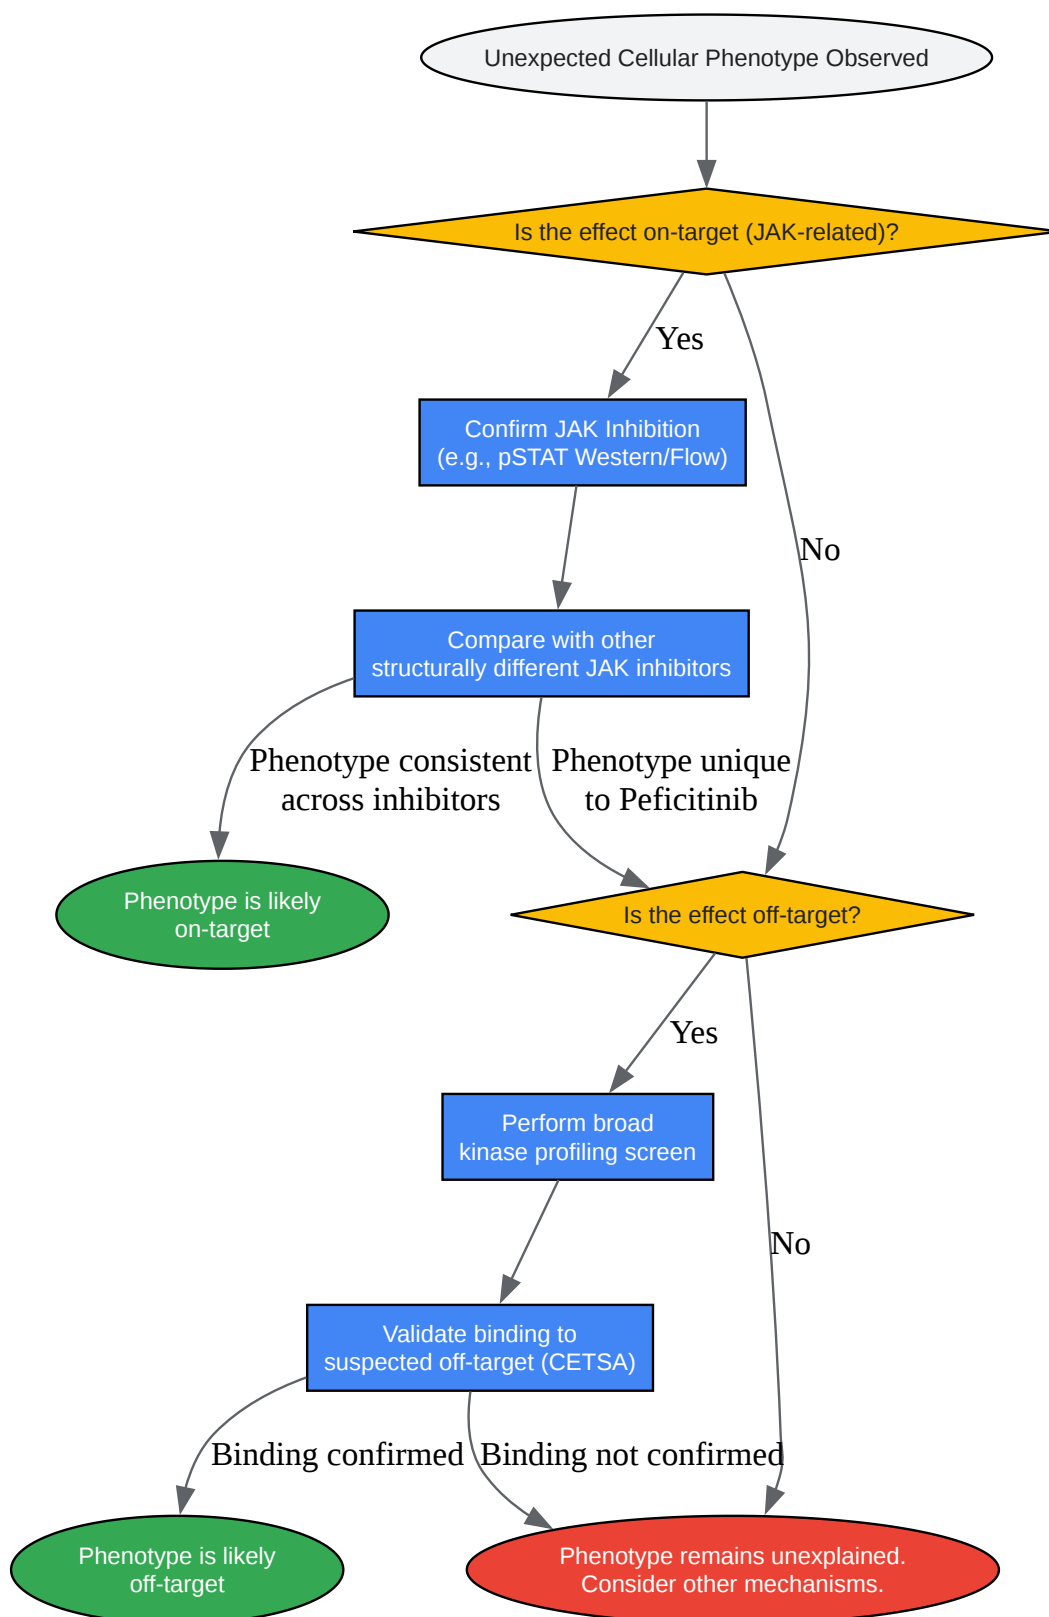 Unexpected Cellular Phenotype Observed
Is the effect on-target (JAK-related)?
Yes
Confirm JAK Inhibition
(e.g., pSTAT Western/Flow)
No
Compare with other
structurally different JAK inhibitors
Phenotype consistent
across inhibitors
Phenotype unique
to Peficitinib
Phenotype is likely
on-target
Is the effect off-target?
Yes
Perform broad
kinase profiling screen
No
Validate binding to
suspected off-target (CETSA)
Binding confirmed
Binding not confirmed
Phenotype is likely
off-target
Phenotype remains unexplained.
Consider other mechanisms.